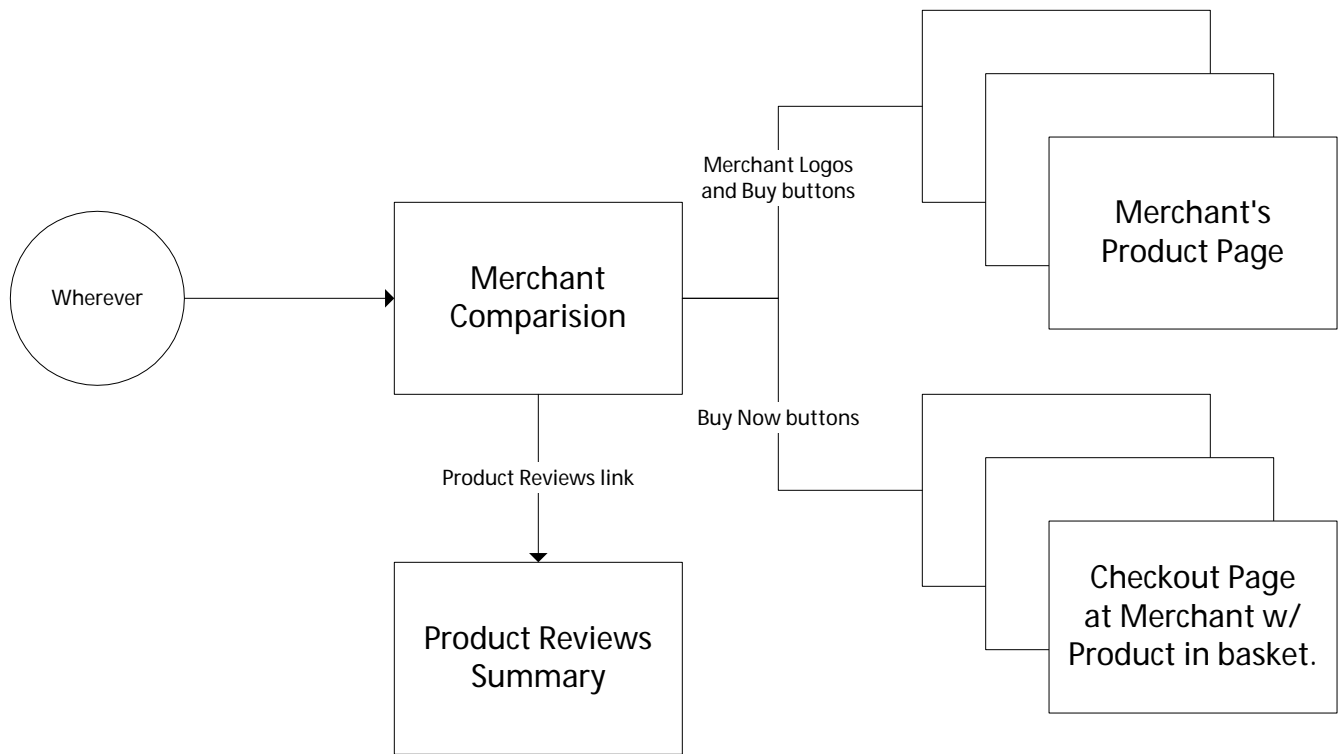 Wherever
Merchant
Comparision
Merchant Logos
and Buy buttons
Merchant's
Product Page
Buy Now buttons
Product Reviews link
Product Reviews
Summary
Checkout Page
at Merchant w/
Product in basket.